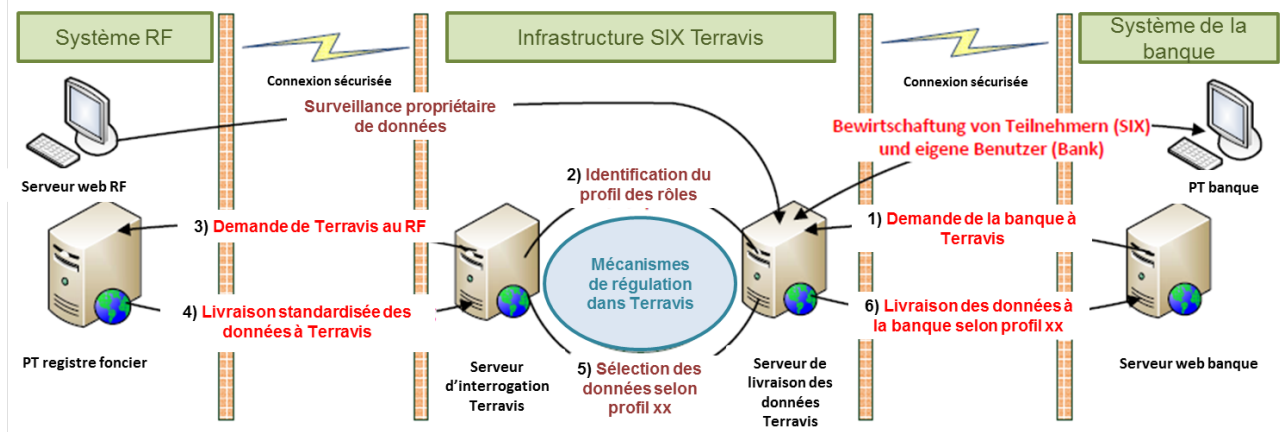 Système RF
Infrastructure SIX Terravis
Système de la
banque
Connexion sécurisée
Connexion sécurisée
Surveillance propriétaire
de données
Bewirtschaftung von Teilnehmern (SIX)
und eigene Benutzer (Bank)
Serveur web RF
PT banque
2) Identification du
profil des rôles
3) Demande de Terravis au RF
1) Demande de la banque à
Terravis
Mécanismes
de régulation
dans Terravis
4) Livraison standardisée des
données à Terravis
6) Livraison des données à
la banque selon profil xx
PT registre foncier
Serveur
d'interrogation
Terravis
5) Sélection des
données selon
profil xx
Serveur de
livraison des
données
Terravis
Serveur web banque